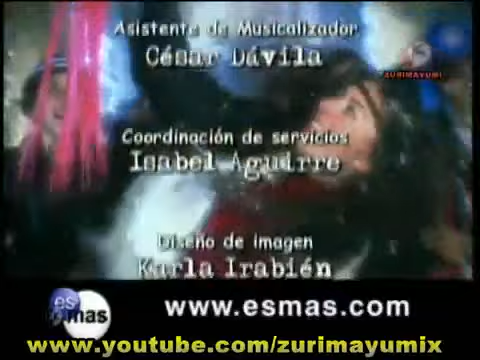 Asistente de Musicalizador
César Dávila
ZURIMAYUMI
Coordinación de servicios
Isabel Aguirre
Diseño de imagen
Karla Irabién
es mas
www.esmas.com
www.youtube.com/zurimayumix